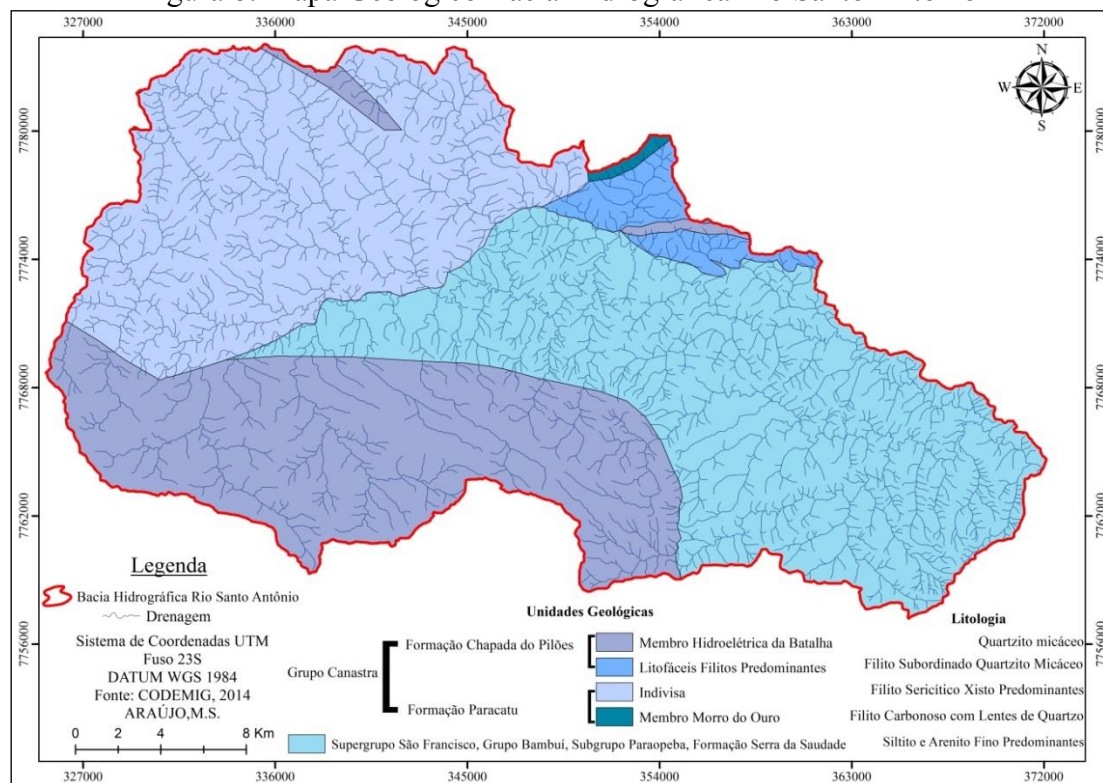 327000 336000 345000 354000 363000 372000
N
W E
S
7780000 7780000
7774000 7774000
7768000 7768000
7762000 7762000
7756000 7756000
Legenda
Bacia Hidrográfica Rio Santo Antônio
Drenagem
Sistema de Coordenadas UTM
Fuso 23S
DATUM WGS 1984
Fonte: CODEMIG, 2014
ARAÚJO,M.S.
0 2 4 8 Km
Unidades Geológicas Litologia
Grupo Canastra
Formação Chapada do Pilões
Membro Hidroelétrica da Batalha Quartzito micáceo
Litofáceis Filitos Predominantes Filito Subordinado Quartzito Micáceo
Formação Paracatu
Indivisa Filito Sericítico Xisto Predominantes
Membro Morro do Ouro Filito Carbonoso com Lentes de Quartzo
Supergrupo São Francisco, Grupo Bambuí, Subgrupo Paraopeba, Formação Serra da Saudade Siltito e Arenito Fino Predominantes
327000 336000 345000 354000 363000 372000